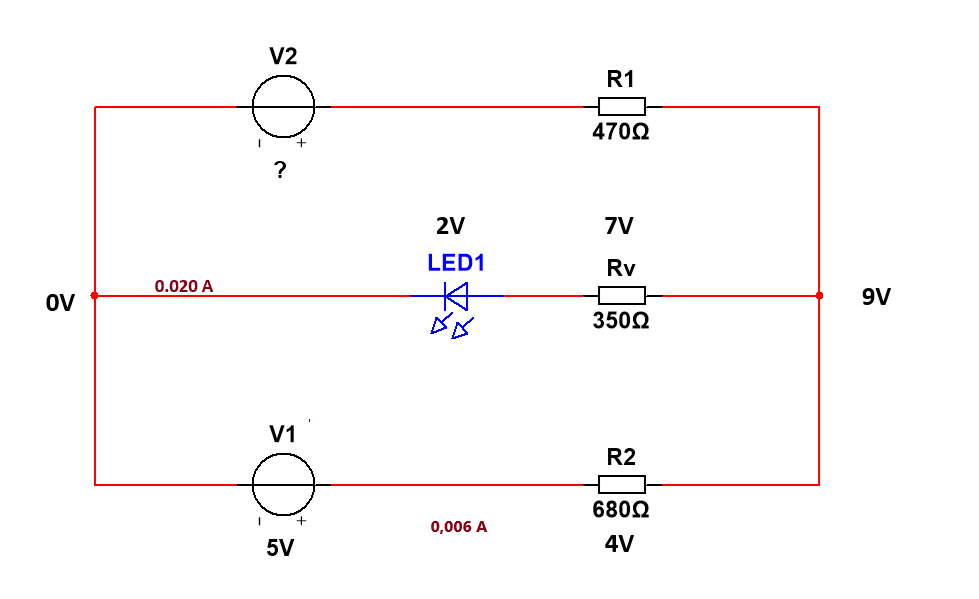 V2
R1
470Ω
- +
?
2V
7V
LED1
Rv
0.020 A
0V
9V
350Ω
V1
R2
680Ω
- +
0,006 A
5V
4V